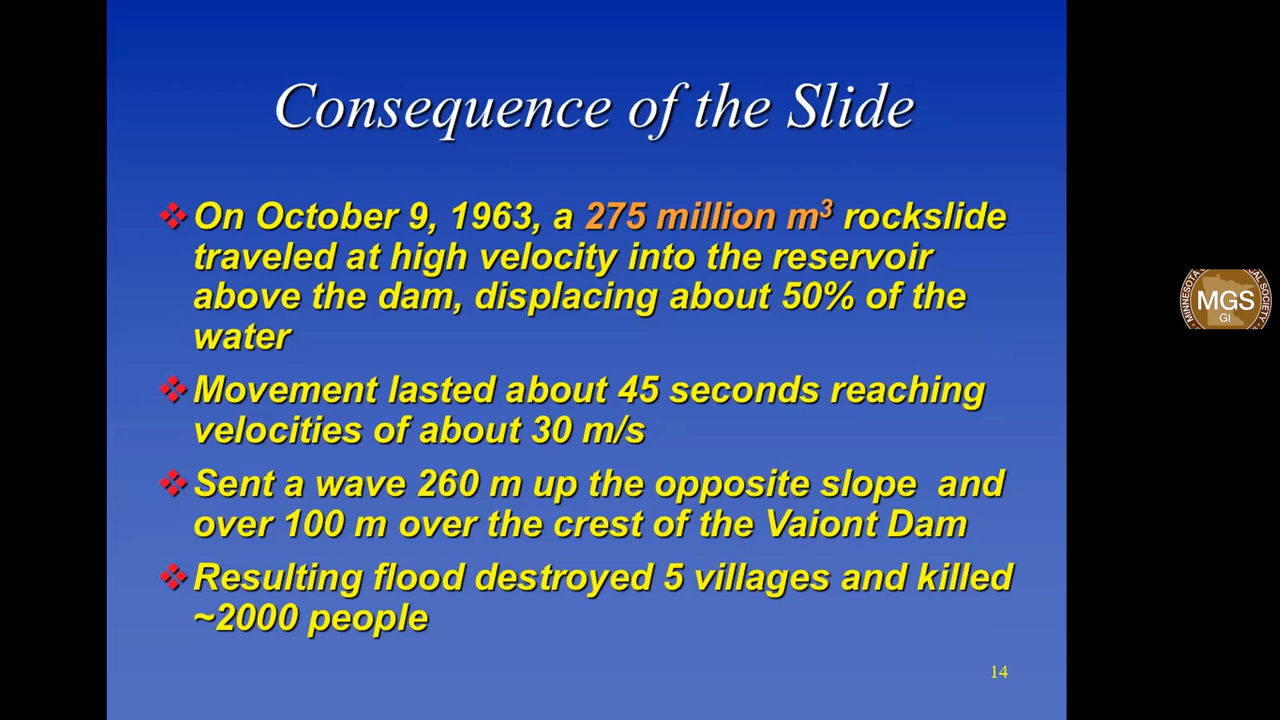 Consequence of the Slide
On October 9, 1963, a 275 million m³ rockslide
traveled at high velocity into the reservoir
above the dam, displacing about 50% of the
water
Movement lasted about 45 seconds reaching
velocities of about 30 m/s
Sent a wave 260 m up the opposite slope and
over 100 m over the crest of the Vaiont Dam
Resulting flood destroyed 5 villages and killed
~2000 people
14
MINNESOTA
SOCIETY
MGS
GI